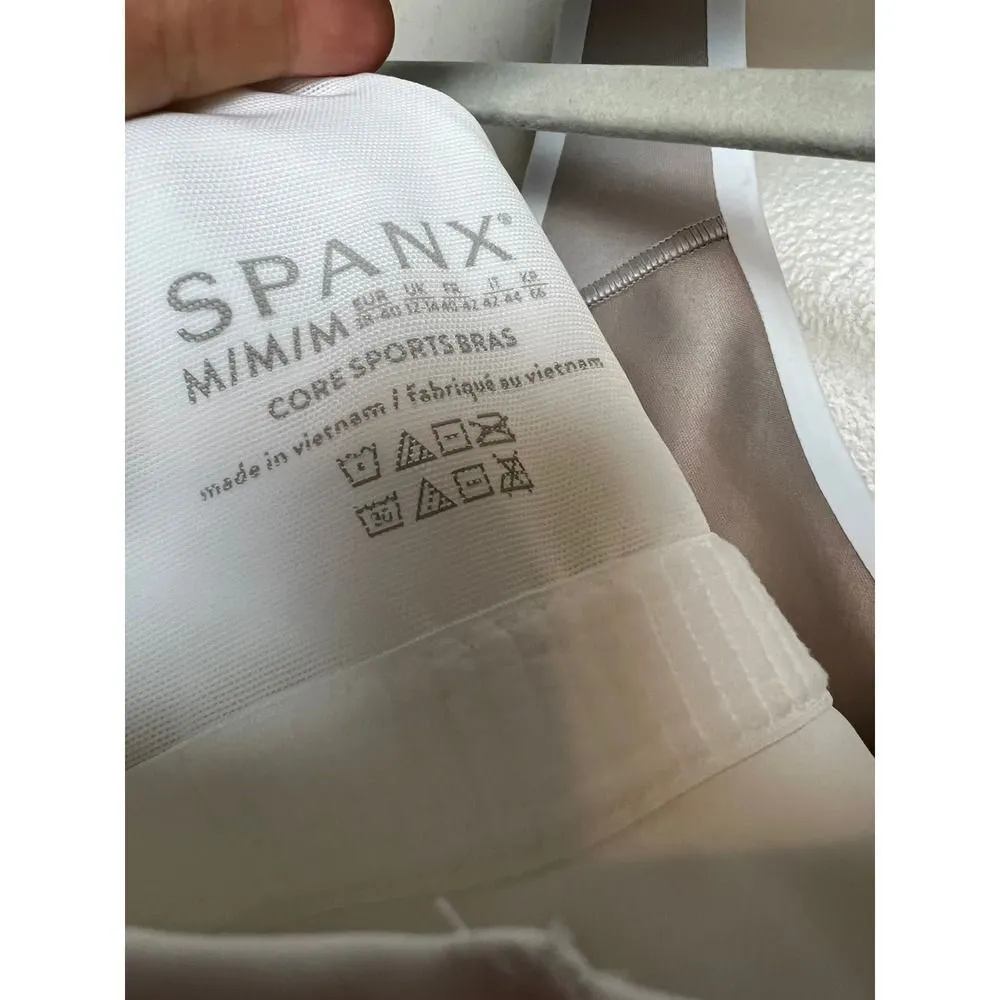 SPANX®
M/M/M
EUR UK FR IT KR
40 12 14 40 42 42 44 66
CORE SPORTS BRAS
made in vietnam / fabriqué au vietnam
30